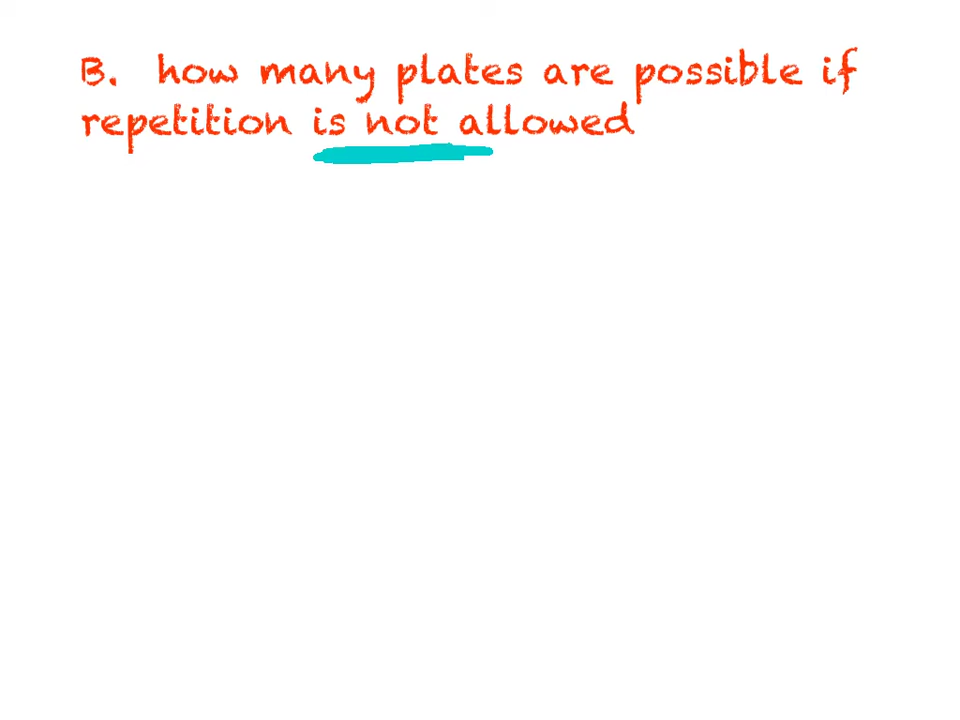 B. how many plates are possible if
repetition is not allowed